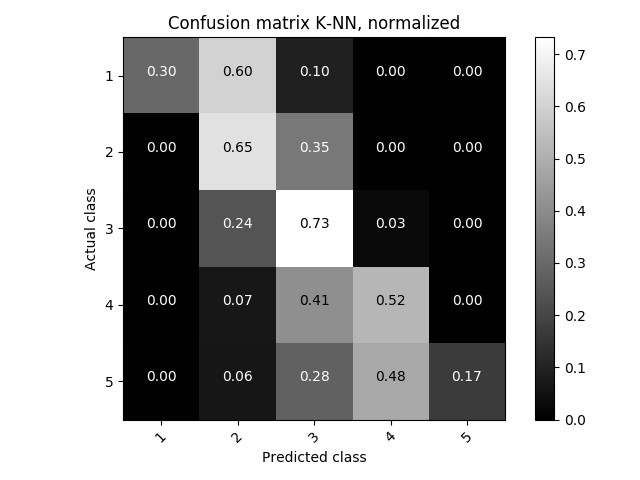 Confusion matrix K-NN, normalized
Actual class
1 0.30 0.60 0.10 0.00 0.00
2 0.00 0.65 0.35 0.00 0.00
3 0.00 0.24 0.73 0.03 0.00
4 0.00 0.07 0.41 0.52 0.00
5 0.00 0.06 0.28 0.48 0.17
1 2 3 4 5
Predicted class
0.7
0.6
0.5
0.4
0.3
0.2
0.1
0.0